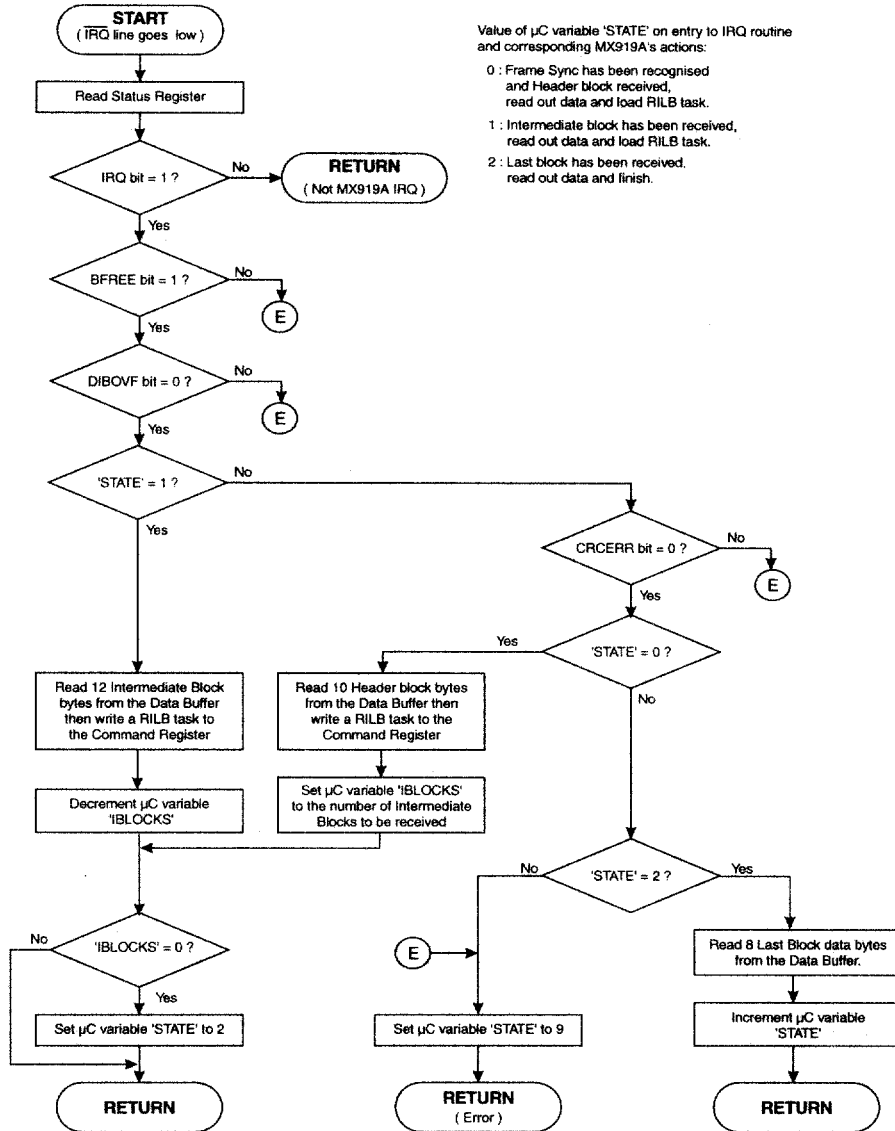 START
( IRQ line goes low )
Value of µC variable 'STATE' on entry to IRQ routine
and corresponding MX919A's actions:
0 : Frame Sync has been recognised
and Header block received,
read out data and load RILB task.
1 : Intermediate block has been received,
read out data and load RILB task.
2 : Last block has been received,
read out data and finish.
Read Status Register
IRQ bit = 1 ?
No
RETURN
( Not MX919A IRQ )
Yes
BFREE bit = 1 ?
No
E
Yes
DIBOVF bit = 0 ?
No
E
Yes
'STATE' = 1 ?
No
Yes
CRCERR bit = 0 ?
No
E
Yes
'STATE' = 0 ?
Yes
No
Read 12 Intermediate Block
bytes from the Data Buffer
then write a RILB task to
the Command Register
Read 10 Header block bytes
from the Data Buffer then
write a RILB task to the
Command Register
Decrement µC variable
'IBLOCKS'
Set µC variable 'IBLOCKS'
to the number of Intermediate
Blocks to be received
'STATE' = 2 ?
No
Yes
'IBLOCKS' = 0 ?
No
Yes
E
Read 8 Last Block data bytes
from the Data Buffer.
Set µC variable 'STATE' to 2
Set µC variable 'STATE' to 9
Increment µC variable
'STATE'
RETURN
RETURN
( Error )
RETURN